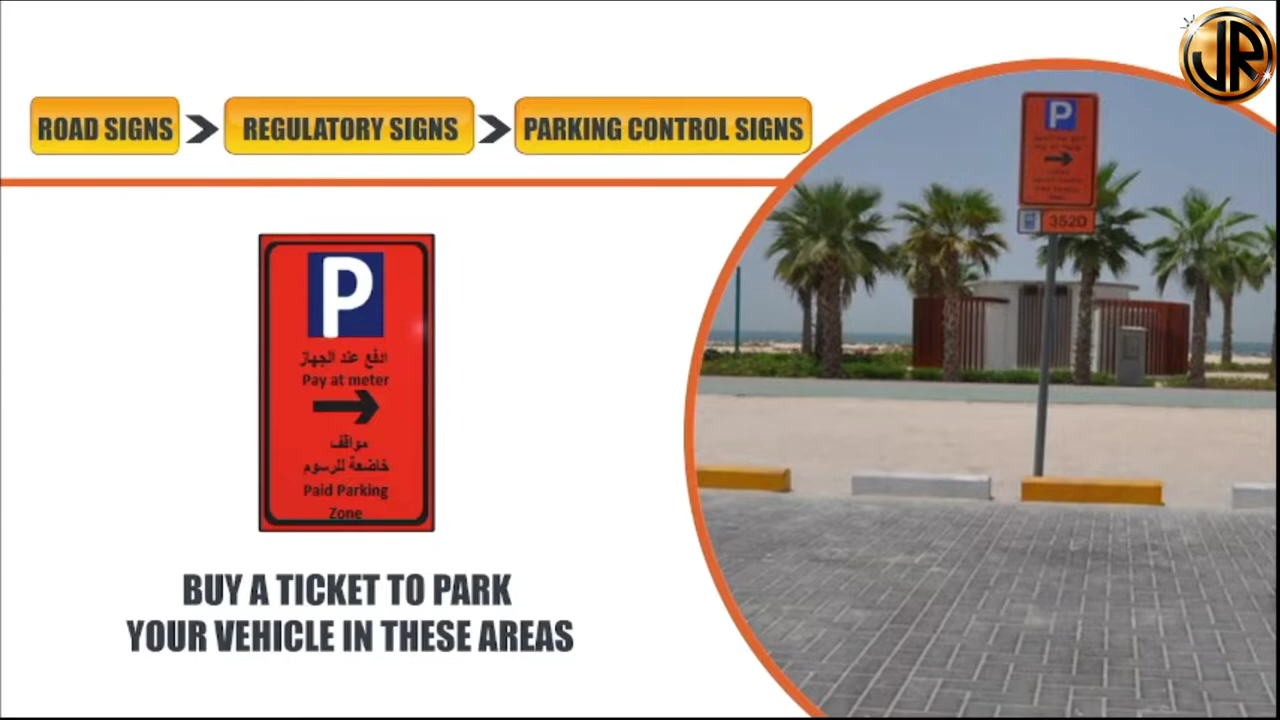 JR
ROAD SIGNS
REGULATORY SIGNS
PARKING CONTROL SIGNS
P
ادفع عند الجهاز
Pay at meter
مواقف
خاضعة للرسوم
Paid Parking
Zone
BUY A TICKET TO PARK
YOUR VEHICLE IN THESE AREAS
P
352D